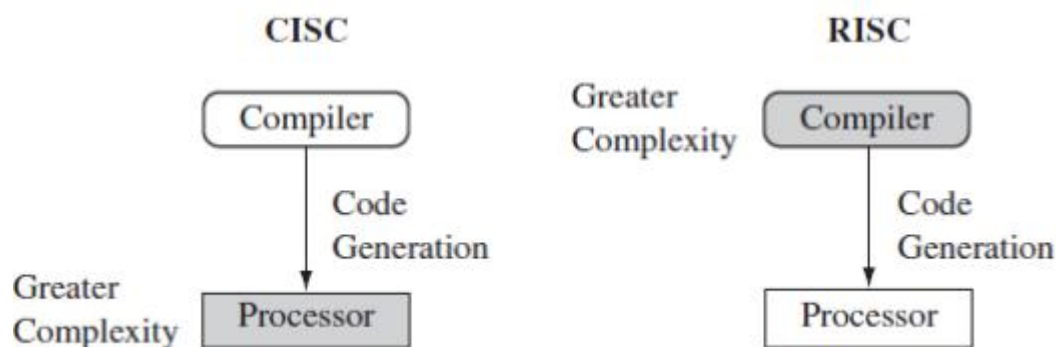 CISC
Compiler
Code
Generation
Greater
Complexity
Processor
RISC
Greater
Complexity
Compiler
Code
Generation
Processor